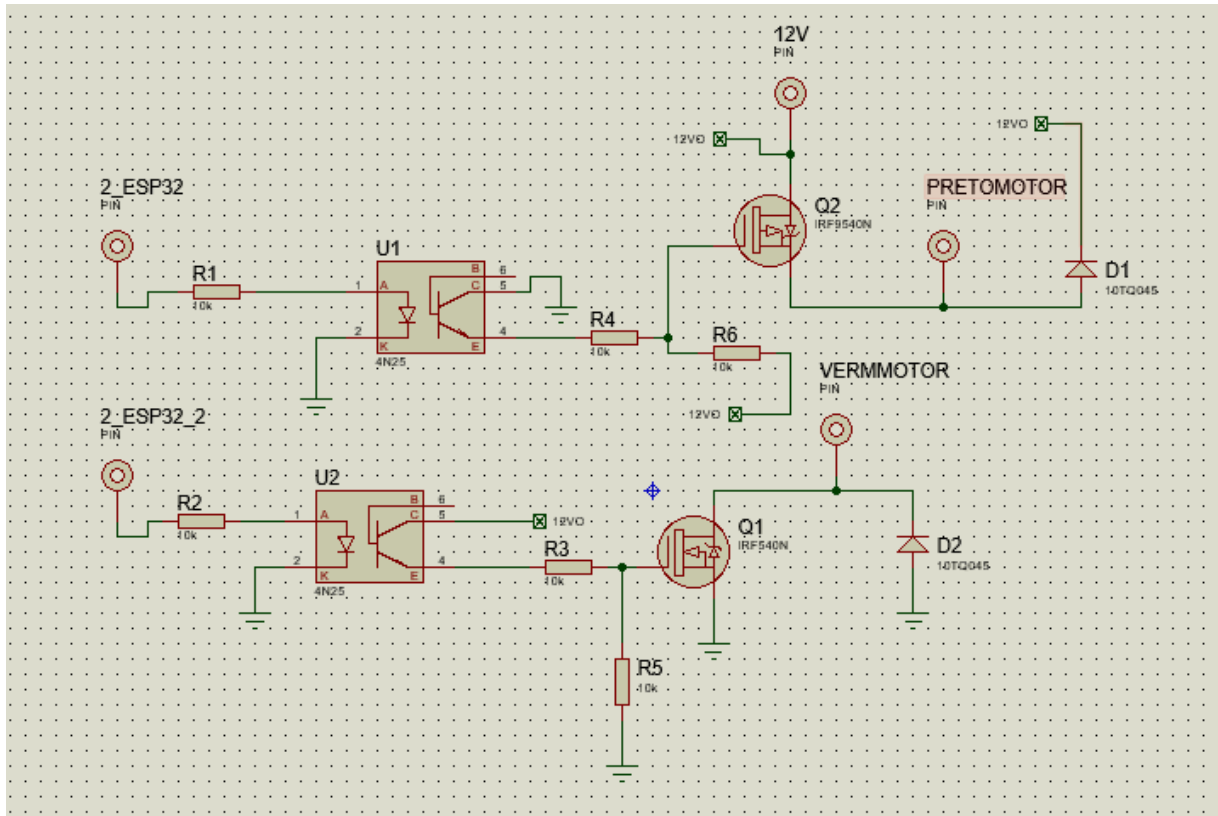 12V
PIN
12VO
12VO
2_ESP32
PIN
PRETOMOTOR
PIN
Q2
IRF9540N
U1
R1
10k
1
A
B
6
C
5
D1
10TQ045
2
K
E
4
4N25
R4
10k
R6
10k
12VO
VERMMOTOR
PIN
2_ESP32_2
PIN
U2
R2
10k
1
A
B
6
C
5
12VO
2
K
E
4
4N25
R3
10k
Q1
IRF540N
D2
10TQ045
R5
10k